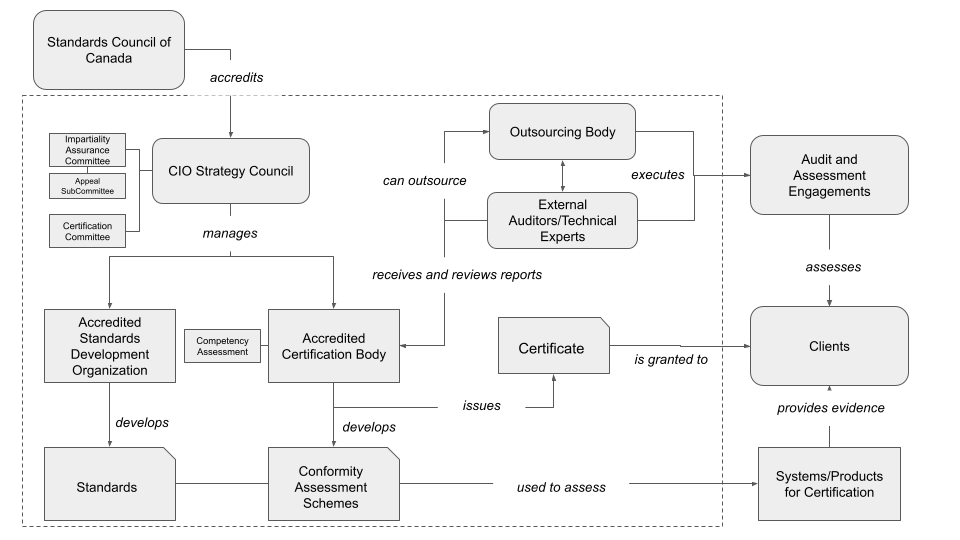 Standards Council of
Canada
accredits
Impartiality
Assurance
Committee
Appeal
SubCommittee
Certification
Committee
CIO Strategy Council
manages
Outsourcing Body
can outsource
executes
External
Auditors/Technical
Experts
receives and reviews reports
Audit and
Assessment
Engagements
assesses
Accredited
Standards
Development
Organization
Competency
Assessment
Accredited
Certification Body
Certificate
is granted to
Clients
develops
develops
issues
provides evidence
Standards
Conformity
Assessment
Schemes
used to assess
Systems/Products
for Certification